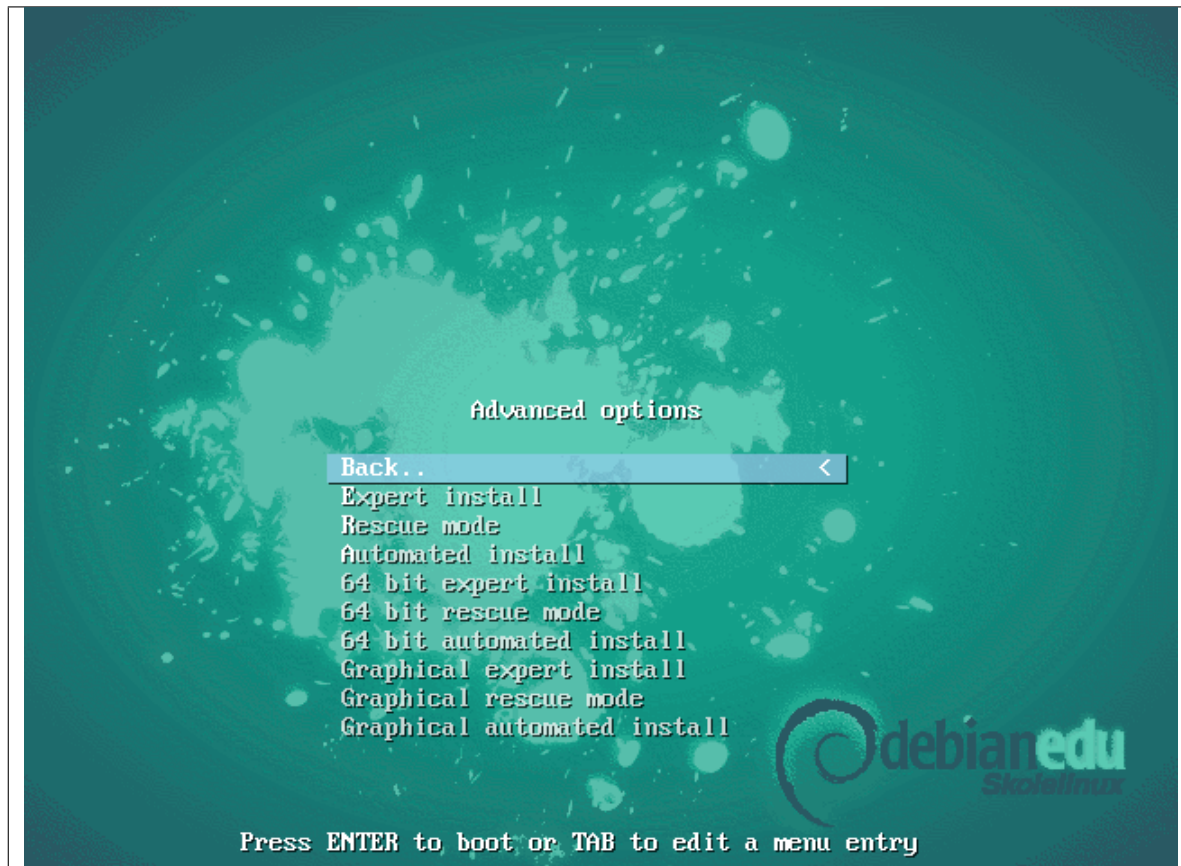 Advanced options
Back.. <
Expert install
Rescue mode
Automated install
64 bit expert install
64 bit rescue mode
64 bit automated install
Graphical expert install
Graphical rescue mode
Graphical automated install
debianedu
Skolelinux
Press ENTER to boot or TAB to edit a menu entry